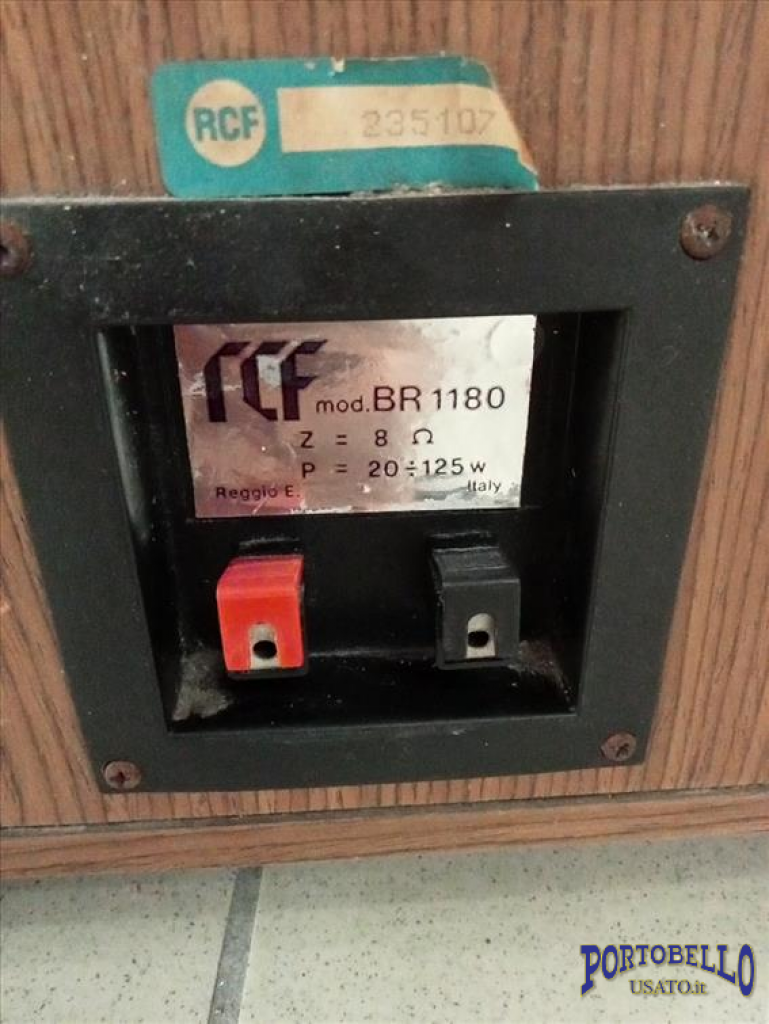 RCF
235107
rCF mod. BR 1180
Z = 8 Ω
P = 20÷125 w
Reggio E. Italy
PORTOBELLO
USATO.it